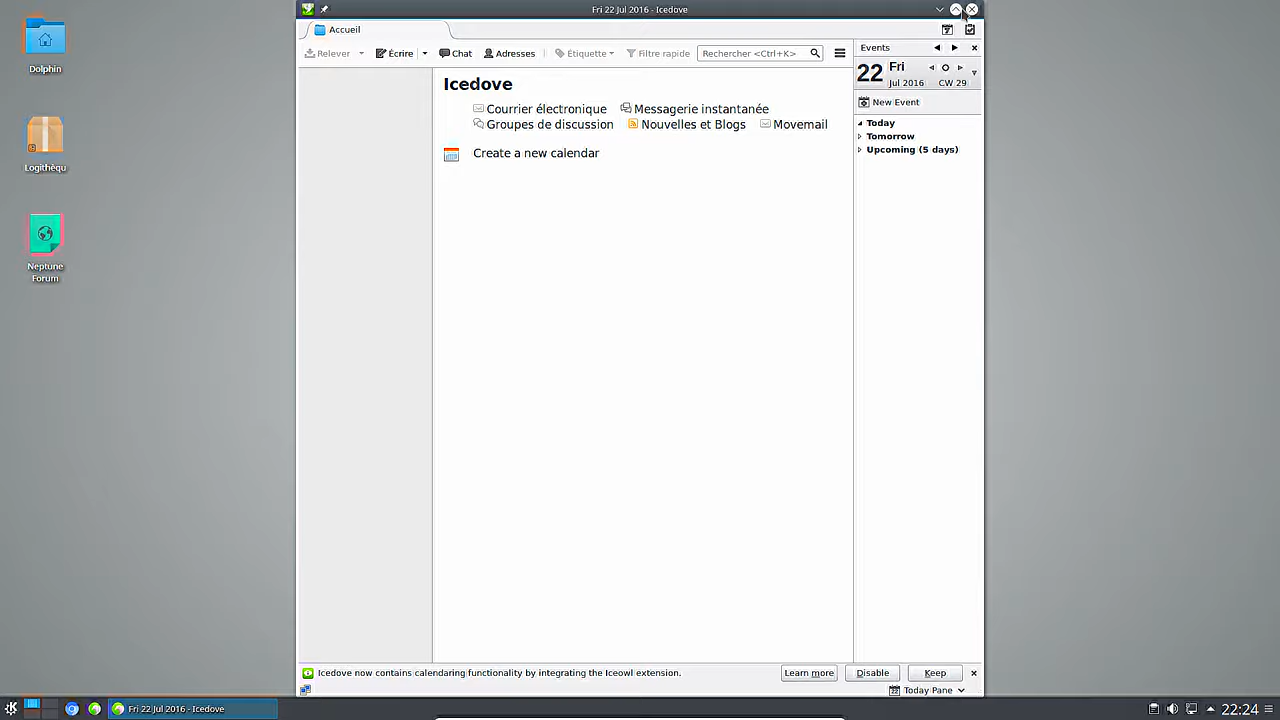 Fri 22 Jul 2016 - Icedove
Accueil
Relever Écrire Chat Adresses Étiquette Filtre rapide Rechercher <Ctrl+K>
Events
22 Fri
Jul 2016 CW 29
New Event
Today
Tomorrow
Upcoming (5 days)
Icedove
Courrier électronique Messagerie instantanée
Groupes de discussion Nouvelles et Blogs Movemail
Create a new calendar
Dolphin
Logithèqu
Neptune
Forum
Icedove now contains calendaring functionality by integrating the Iceowl extension. Learn more Disable Keep
22 Today Pane
Fri 22 Jul 2016 - Icedove
22:24